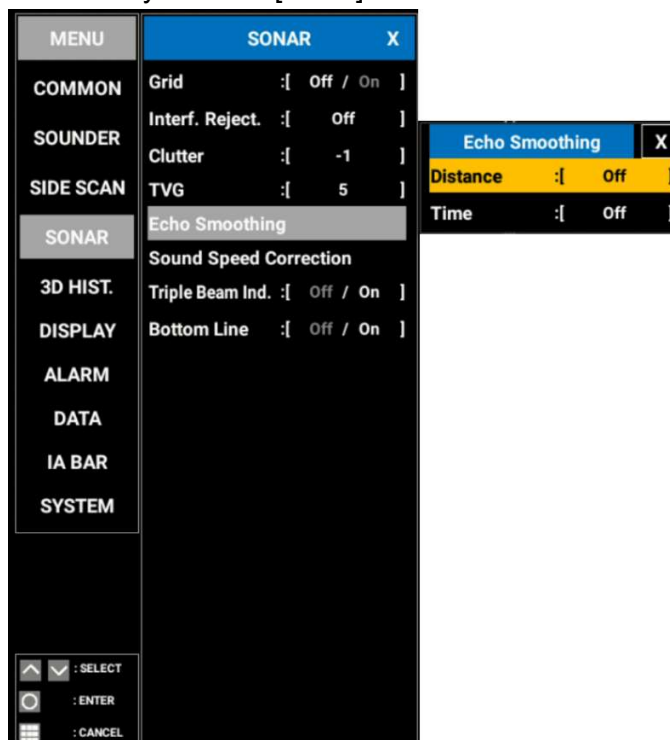 MENU
COMMON
SOUNDER
SIDE SCAN
SONAR
3D HIST.
DISPLAY
ALARM
DATA
IA BAR
SYSTEM
: SELECT
: ENTER
: CANCEL
SONAR X
Grid :[ Off / On ]
Interf. Reject. :[ Off ]
Clutter :[ -1 ]
TVG :[ 5 ]
Echo Smoothing
Sound Speed Correction
Triple Beam Ind. :[ Off / On ]
Bottom Line :[ Off / On ]
Echo Smoothing X
Distance :[ Off ]
Time :[ Off ]